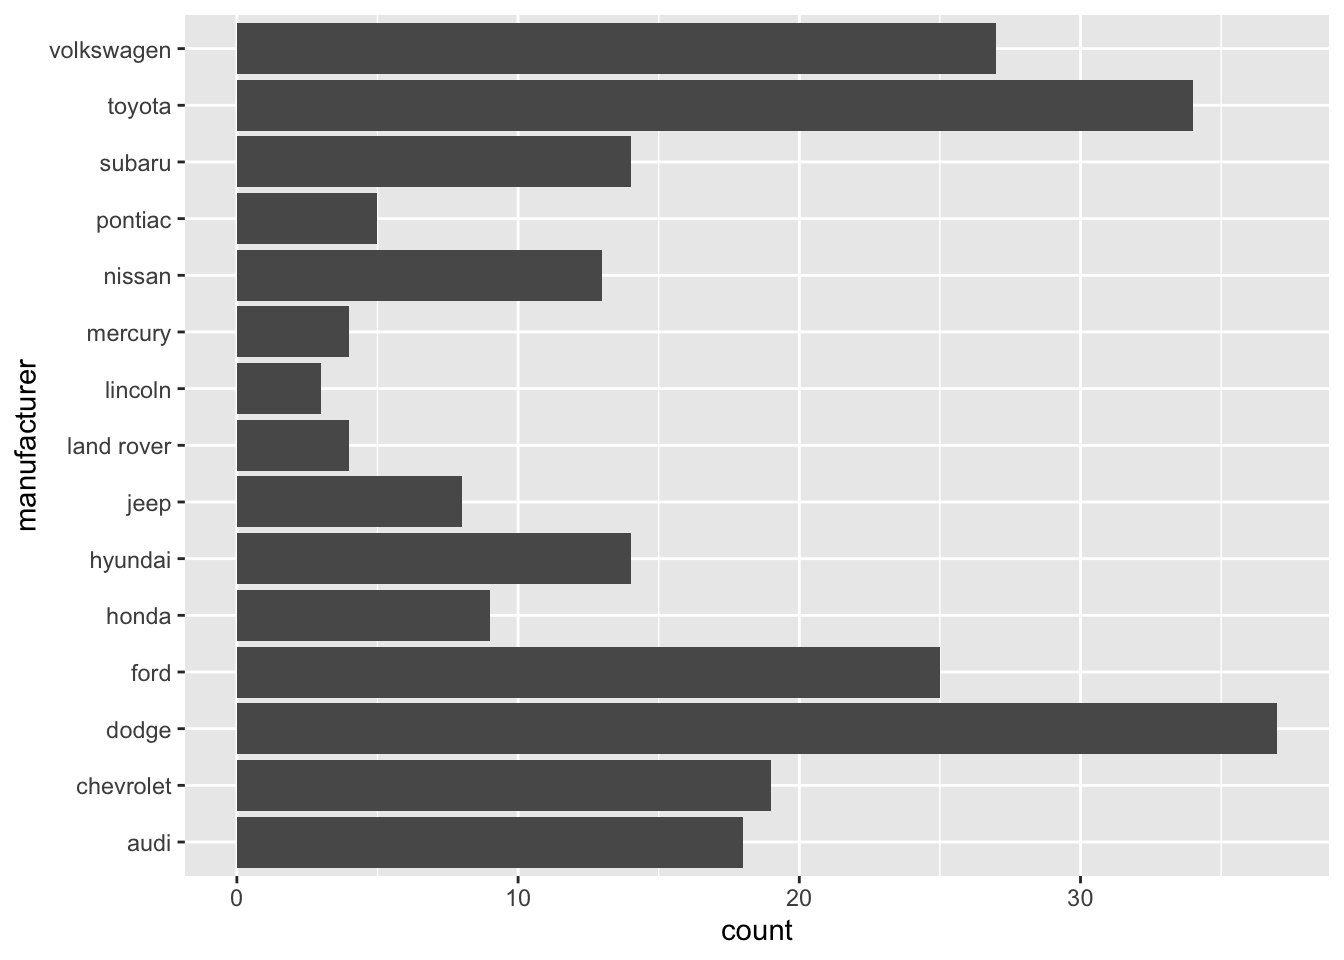 volkswagen
toyota
subaru
pontiac
nissan
mercury
lincoln
land rover
jeep
hyundai
honda
ford
dodge
chevrolet
audi
manufacturer
0 10 20 30
count